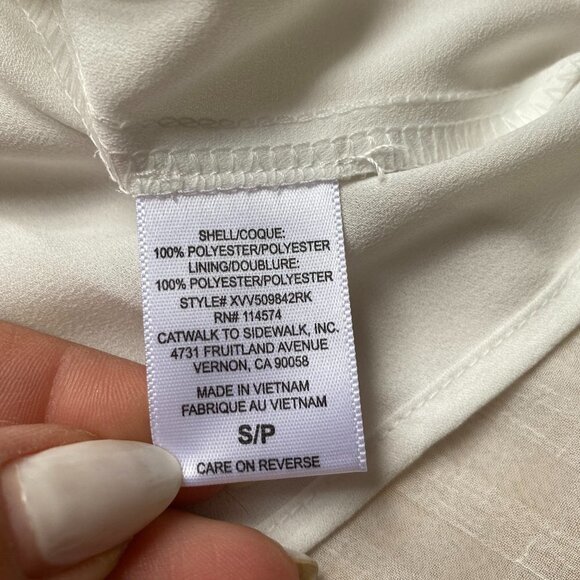 SHELL/COQUE:
100% POLYESTER/POLYESTER
LINING/DOUBLURE:
100% POLYESTER/POLYESTER
STYLE# XVV509842RK
RN# 114574
CATWALK TO SIDEWALK, INC.
4731 FRUITLAND AVENUE
VERNON, CA 90058
MADE IN VIETNAM
FABRIQUE AU VIETNAM
S/P
CARE ON REVERSE